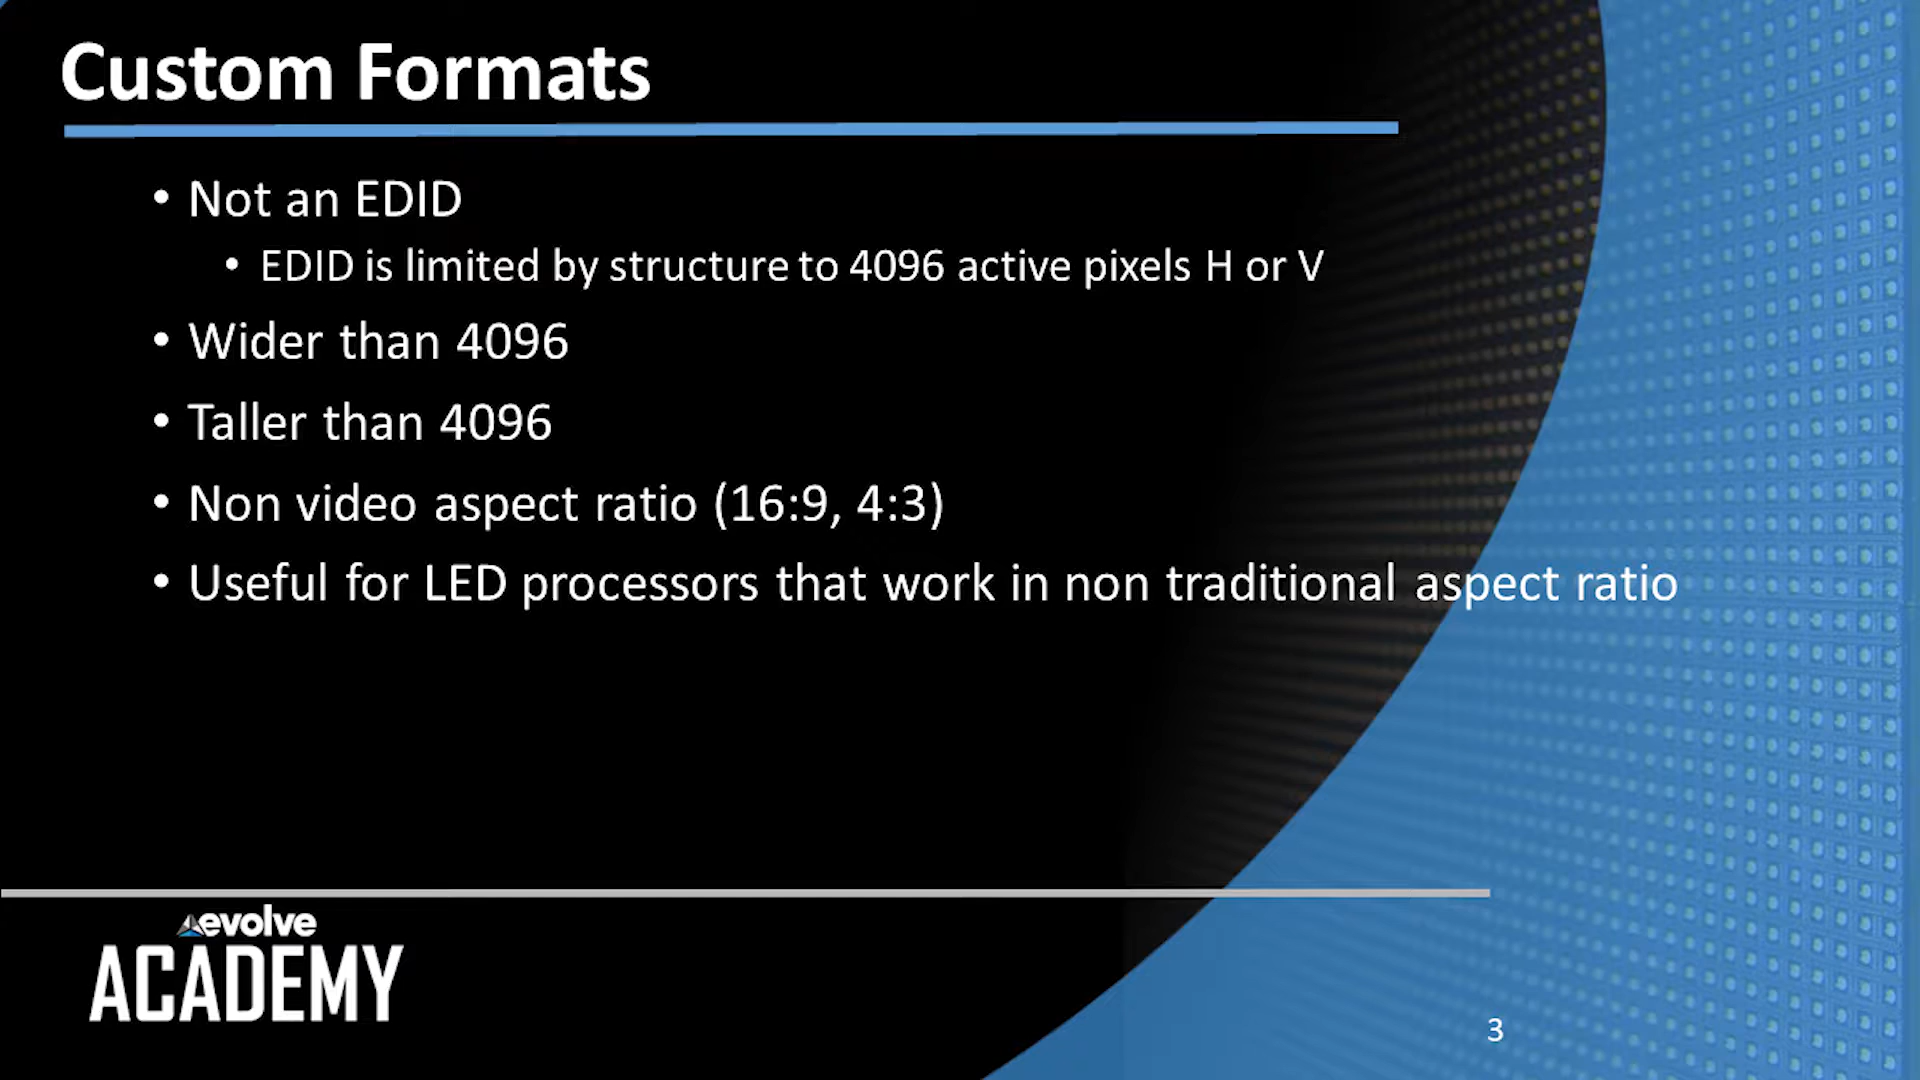 Custom Formats
• Not an EDID
• EDID is limited by structure to 4096 active pixels H or V
• Wider than 4096
• Taller than 4096
• Non video aspect ratio (16:9, 4:3)
• Useful for LED processors that work in non traditional aspect ratio
evolve
ACADEMY
3